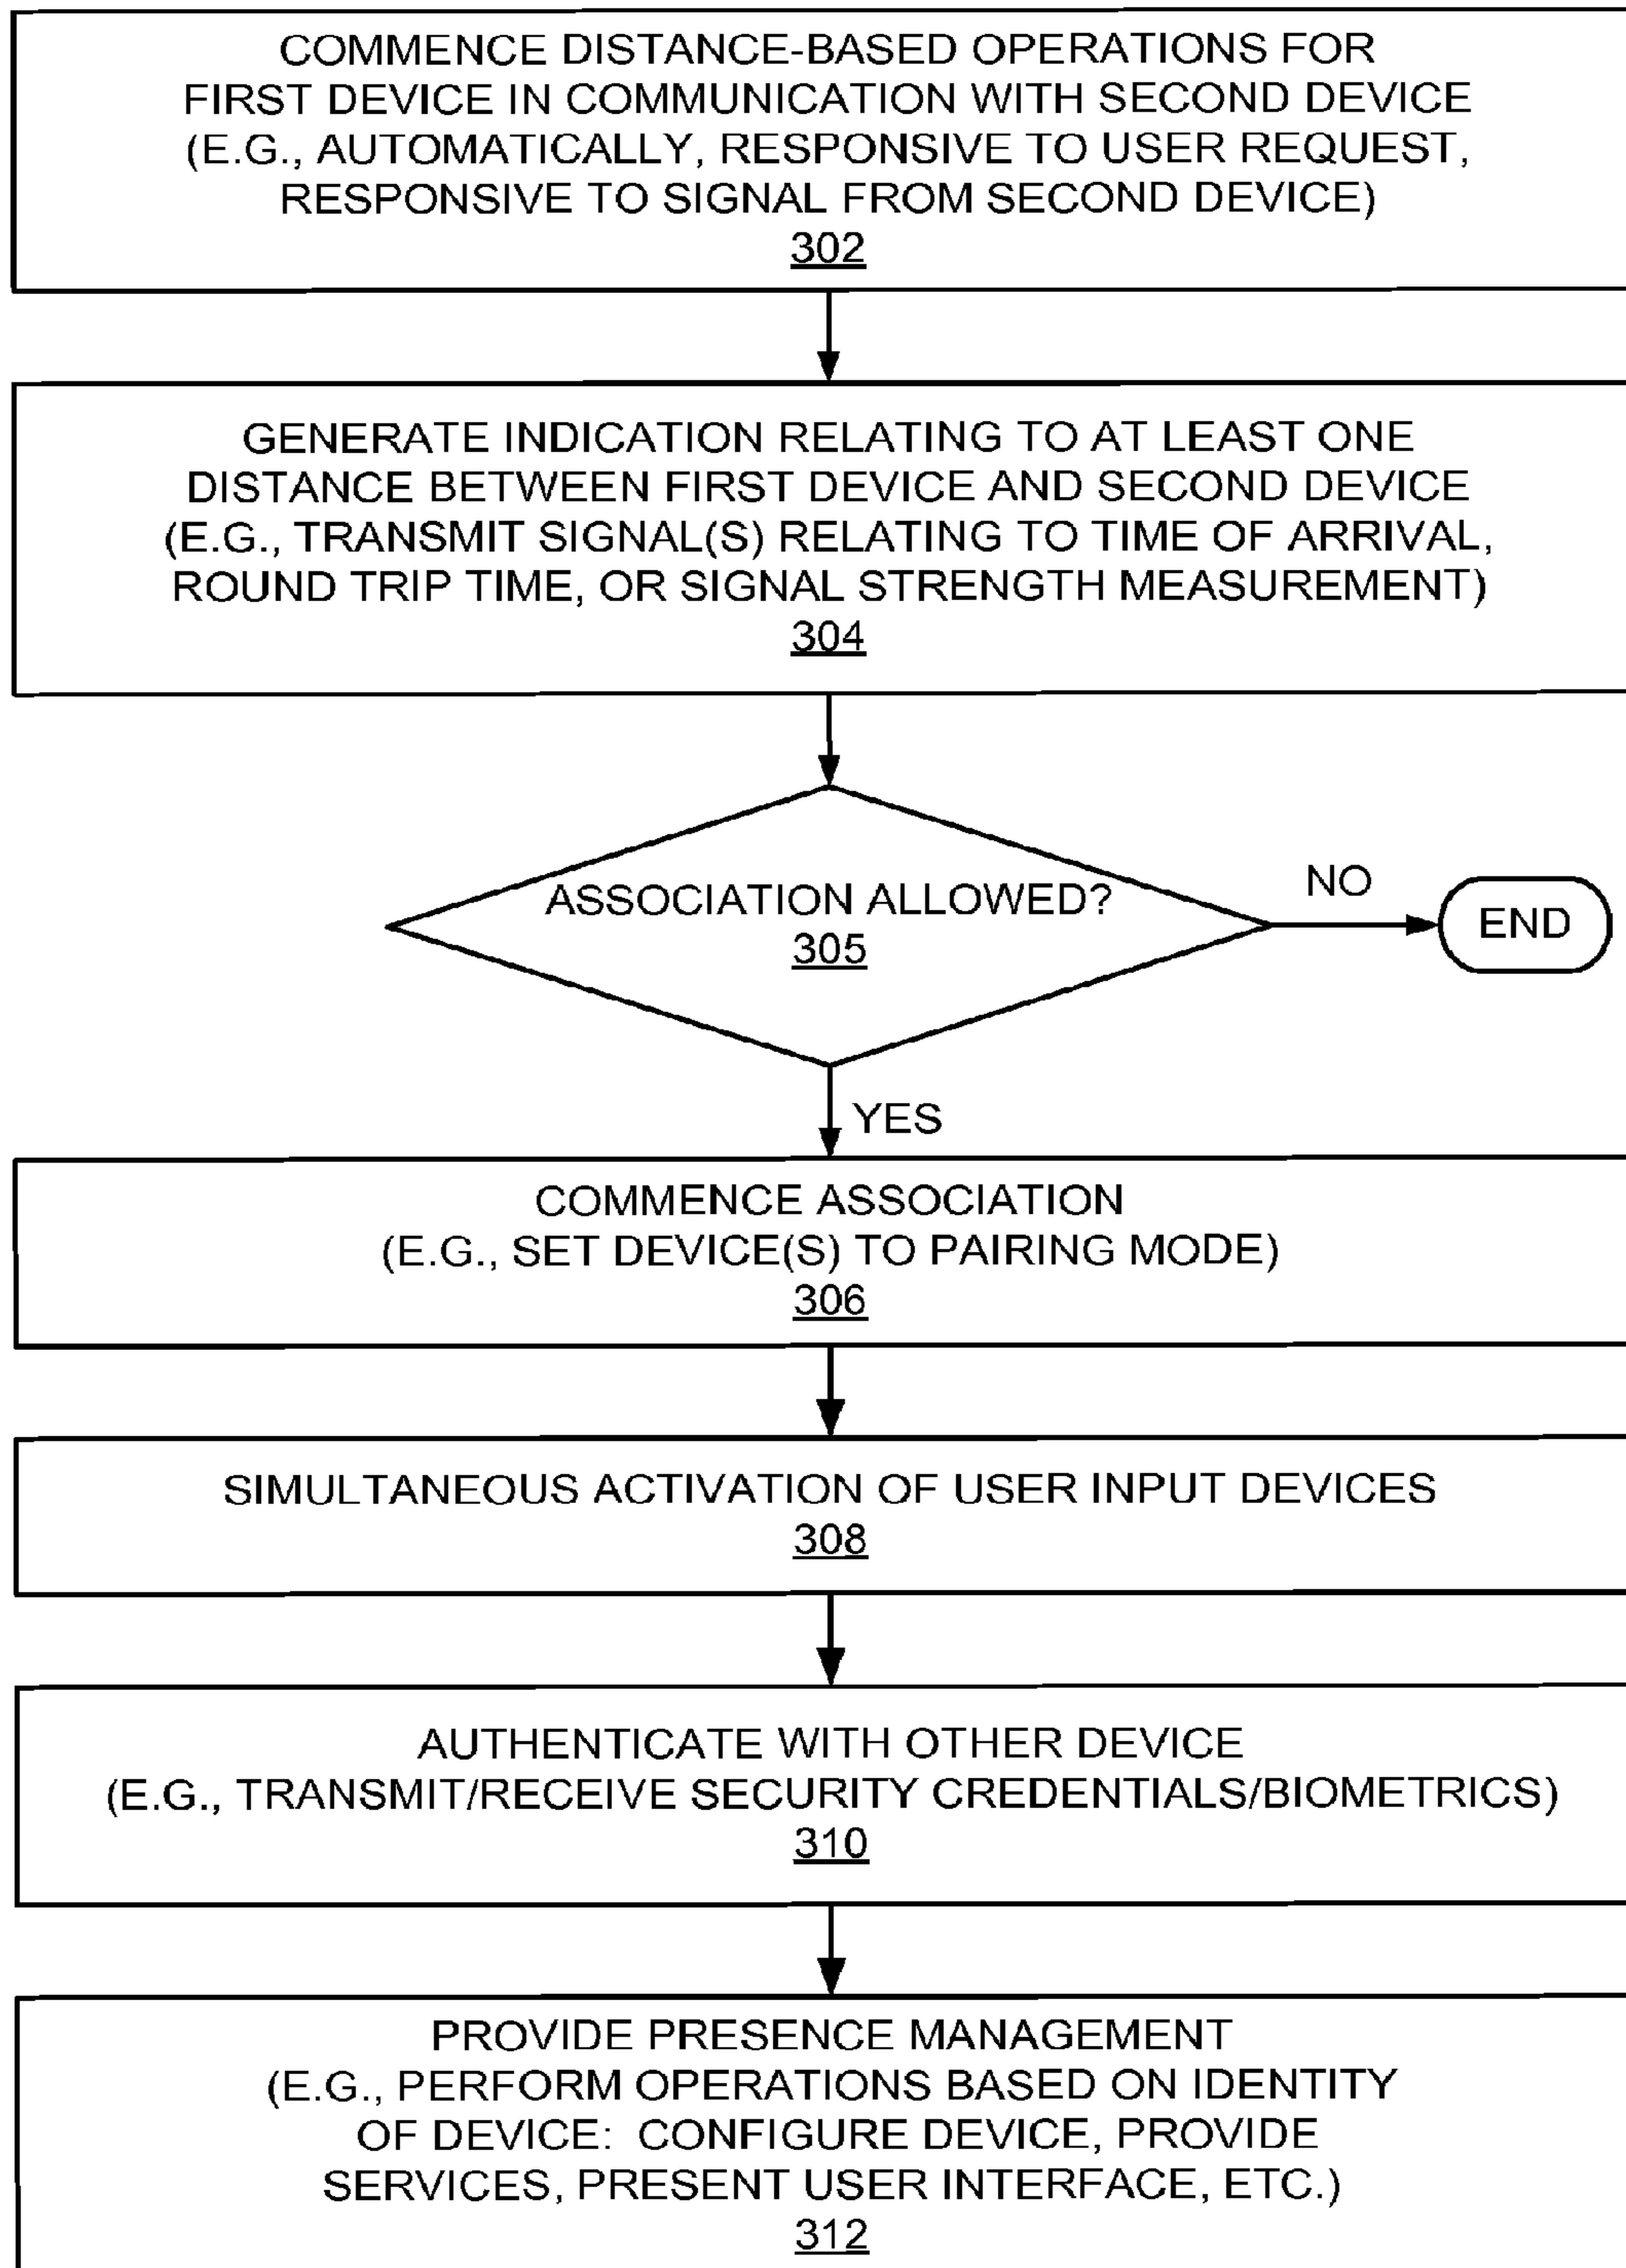 COMMENCE DISTANCE-BASED OPERATIONS FOR
FIRST DEVICE IN COMMUNICATION WITH SECOND DEVICE
(E.G., AUTOMATICALLY, RESPONSIVE TO USER REQUEST,
RESPONSIVE TO SIGNAL FROM SECOND DEVICE)
302
GENERATE INDICATION RELATING TO AT LEAST ONE
DISTANCE BETWEEN FIRST DEVICE AND SECOND DEVICE
(E.G., TRANSMIT SIGNAL(S) RELATING TO TIME OF ARRIVAL,
ROUND TRIP TIME, OR SIGNAL STRENGTH MEASUREMENT)
304
ASSOCIATION ALLOWED?
305
NO
END
YES
COMMENCE ASSOCIATION
(E.G., SET DEVICE(S) TO PAIRING MODE)
306
SIMULTANEOUS ACTIVATION OF USER INPUT DEVICES
308
AUTHENTICATE WITH OTHER DEVICE
(E.G., TRANSMIT/RECEIVE SECURITY CREDENTIALS/BIOMETRICS)
310
PROVIDE PRESENCE MANAGEMENT
(E.G., PERFORM OPERATIONS BASED ON IDENTITY
OF DEVICE: CONFIGURE DEVICE, PROVIDE
SERVICES, PRESENT USER INTERFACE, ETC.)
312